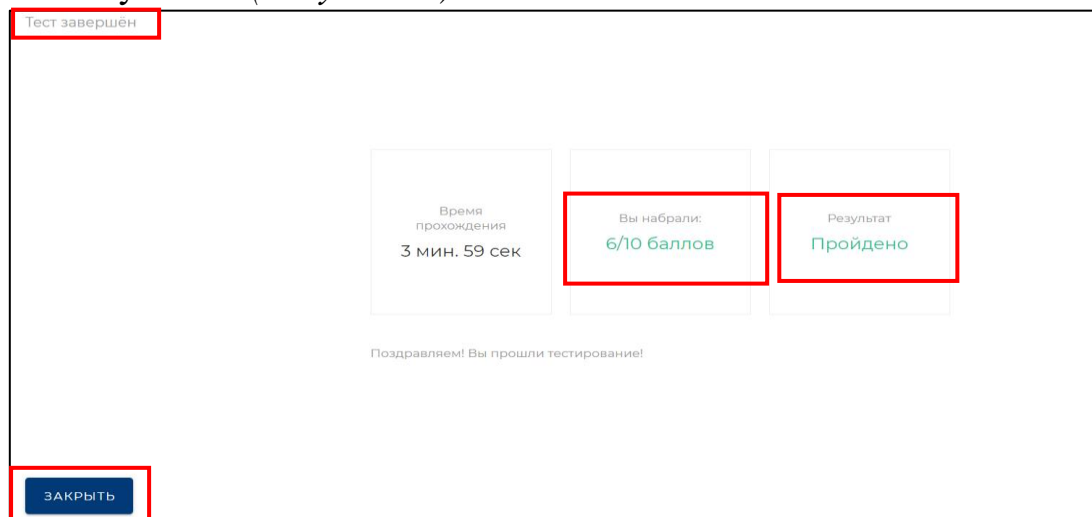 Тест завершён
Время
прохождения
3 мин. 59 сек
Вы набрали:
6/10 баллов
Результат
Пройдено
Поздравляем! Вы прошли тестирование!
ЗАКРЫТЬ